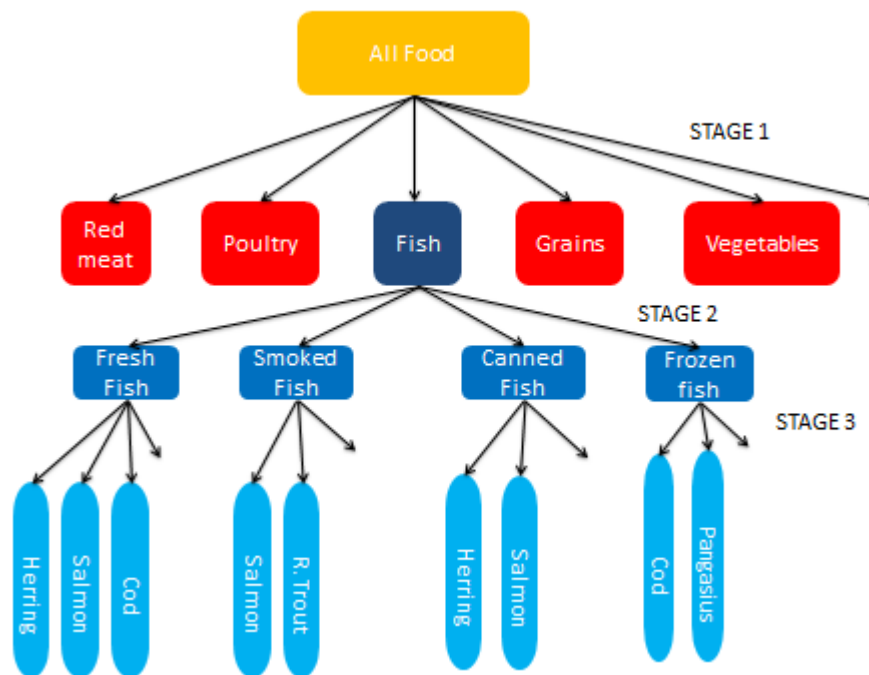 All Food
STAGE 1
Red
meat
Poultry
Fish
Grains
Vegetables
STAGE 2
Fresh
Fish
Smoked
Fish
Canned
Fish
Frozen
fish
STAGE 3
Herring
Salmon
Cod
Salmon
R. Trout
Herring
Salmon
Cod
Pangasius